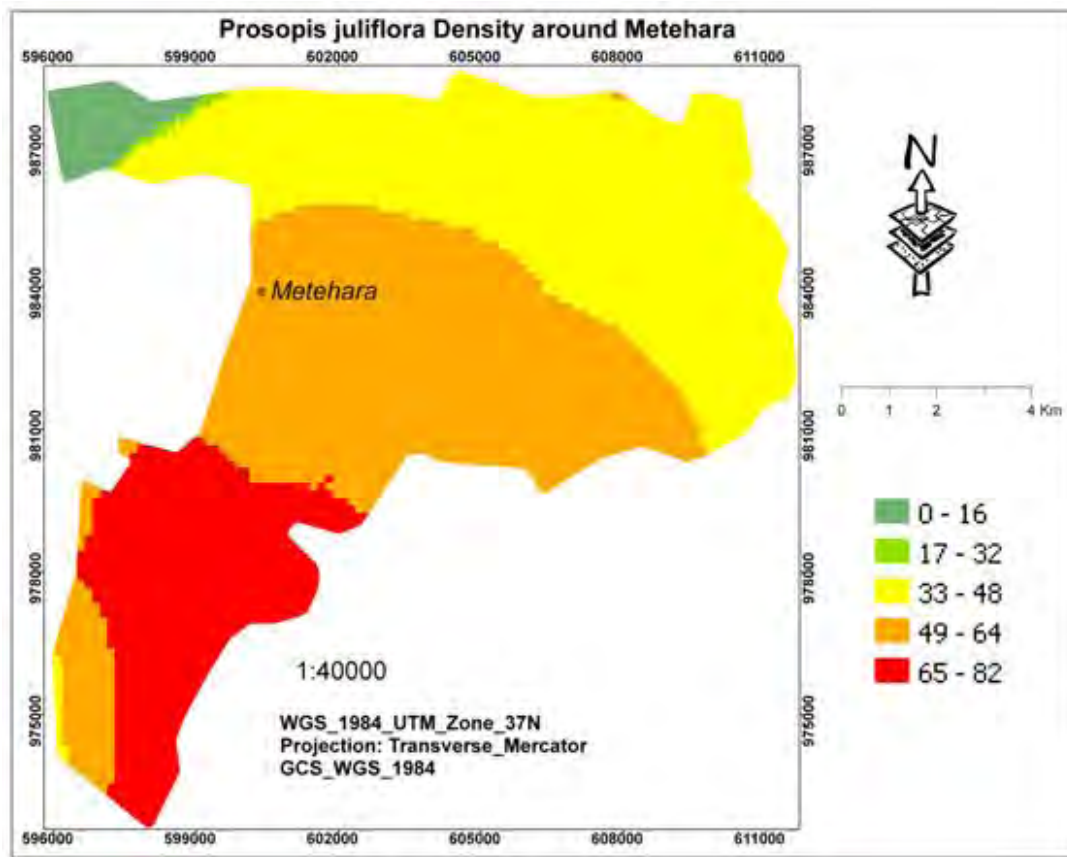 Prosopis juliflora Density around Metehara
596000 599000 602000 605000 608000 611000
987000 987000
N
984000 984000
Metehara
0 1 2 4 Km
981000 981000
0 - 16
17 - 32
978000 978000
33 - 48
49 - 64
65 - 82
1:40000
975000 975000
WGS_1984_UTM_Zone_37N
Projection: Transverse_Mercator
GCS_WGS_1984
596000 599000 602000 605000 608000 611000